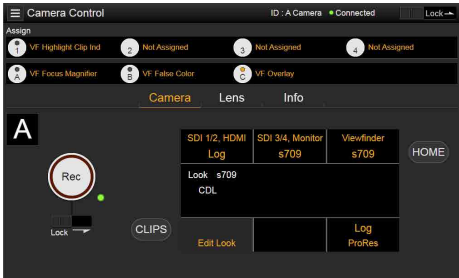 Camera Control
ID : A Camera
Connected
Lock
Assign
1 VF Highlight Clip Ind
2 Not Assigned
3 Not Assigned
4 Not Assigned
A VF Focus Magnifier
B VF False Color
C VF Overlay
Camera Lens Info
A
SDI 1/2, HDMI
Log
SDI 3/4, Monitor
s709
Viewfinder
s709
HOME
Rec
Look s709
CDL
Lock
CLIPS
Edit Look
Log
ProRes